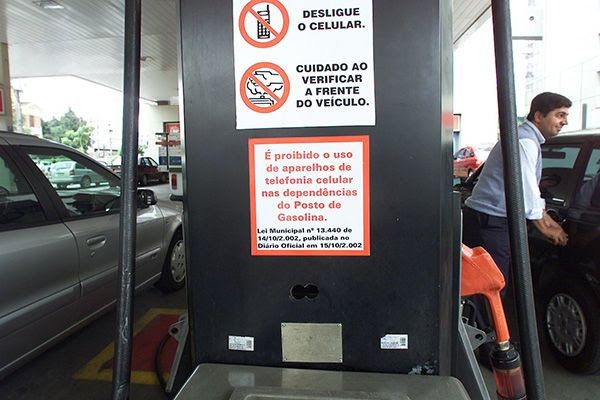 DESLIGUE
O CELULAR.
CUIDADO AO
VERIFICAR
A FRENTE
DO VEÍCULO.
É proibido o uso
de aparelhos de
telefonia celular
nas dependências
do Posto de
Gasolina.
Lei Municipal nº 13.440 de
14/10/2.002, publicada no
Diário Oficial em 15/10/2.002